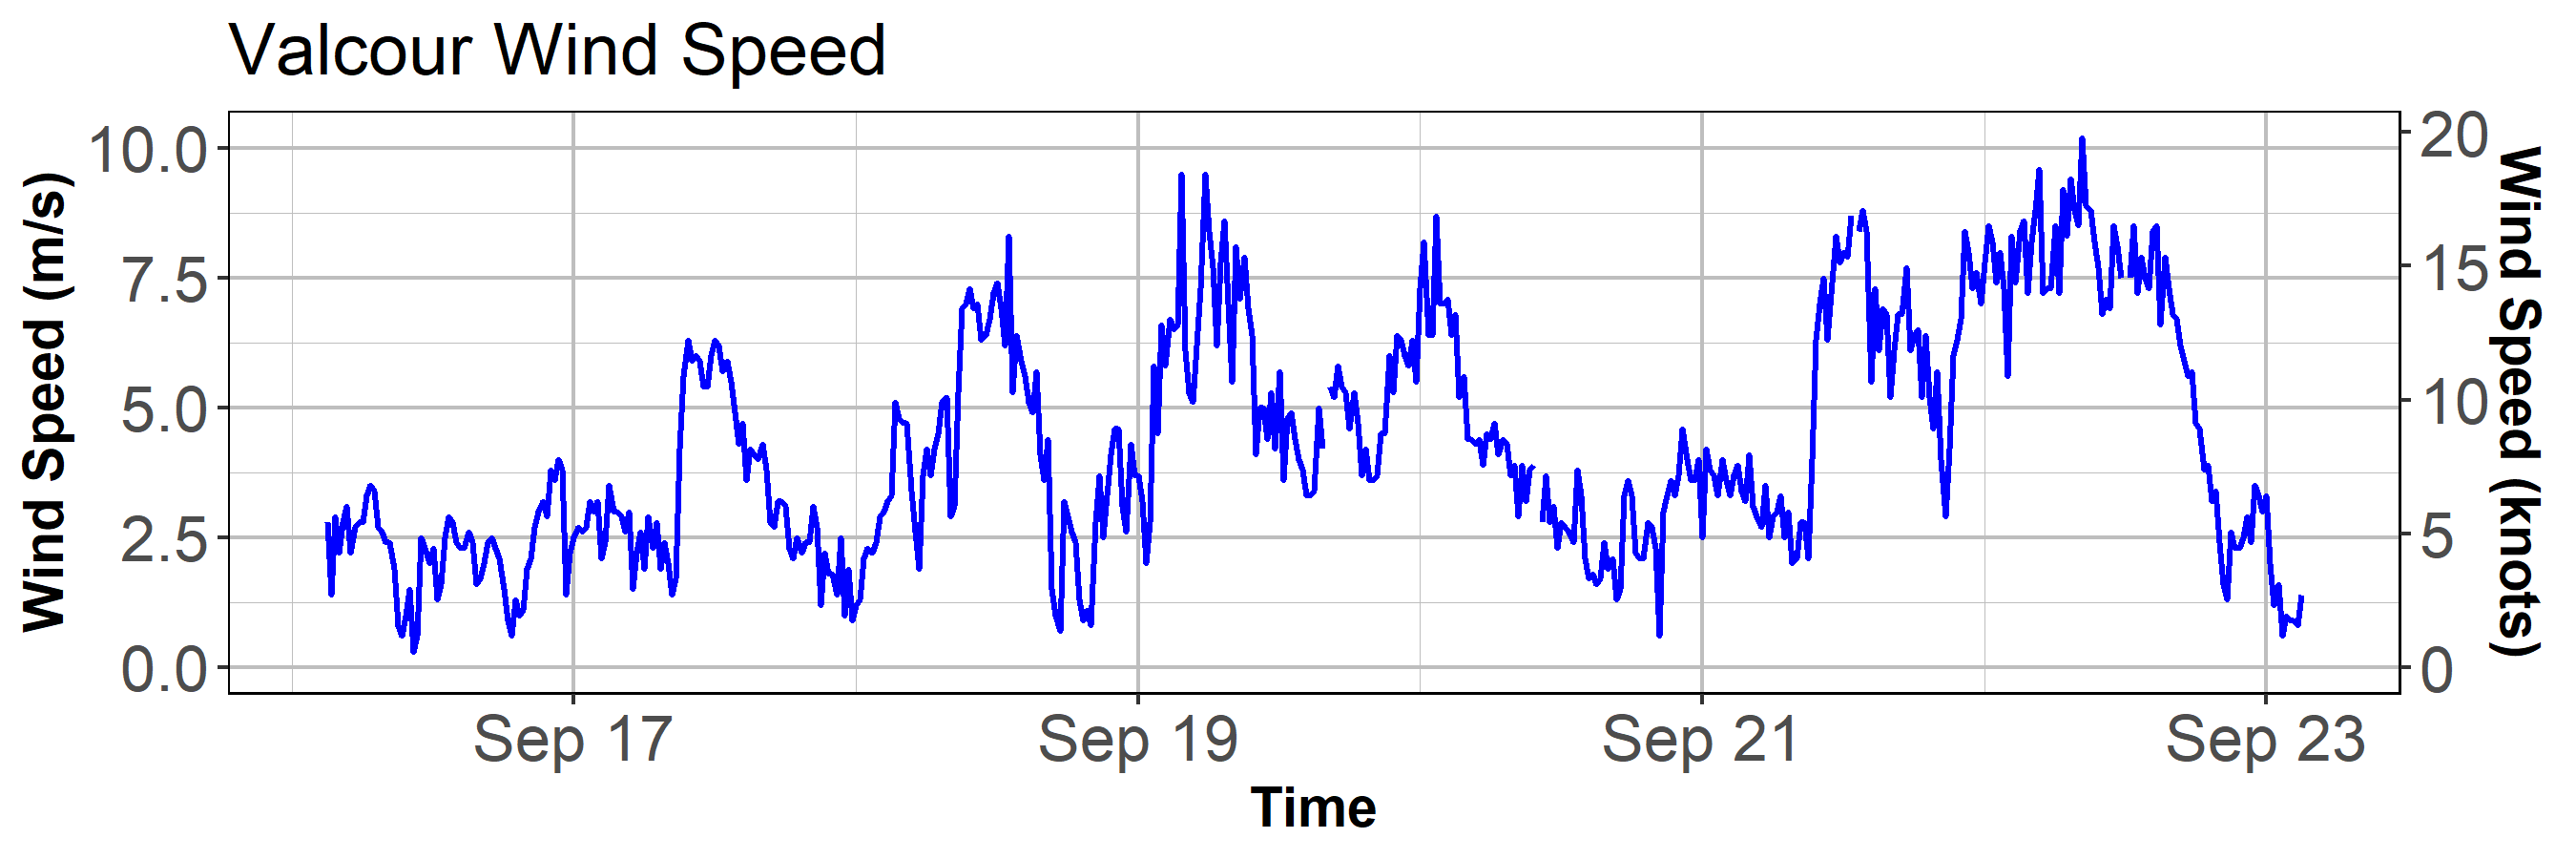 Valcour Wind Speed
Wind Speed (m/s)
10.0
7.5
5.0
2.5
0.0
20
15
10
5
0
Wind Speed (knots)
Sep 17
Sep 19
Sep 21
Sep 23
Time